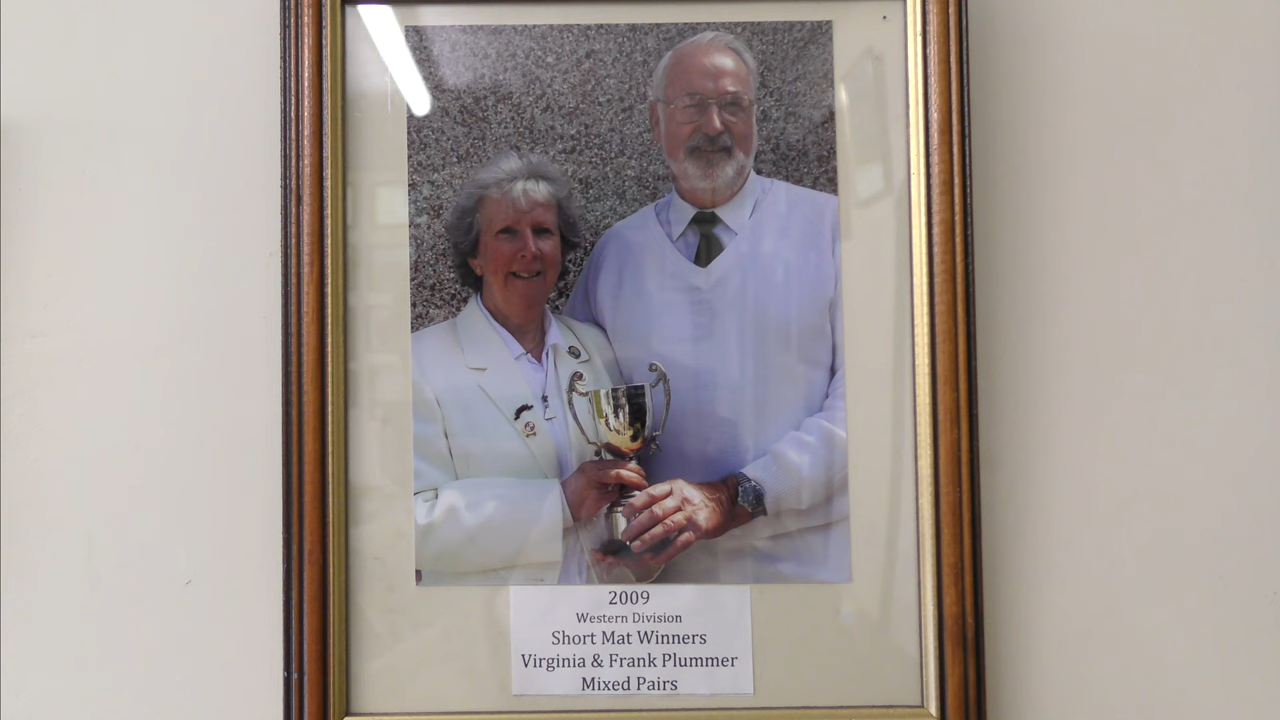 2009
Western Division
Short Mat Winners
Virginia & Frank Plummer
Mixed Pairs